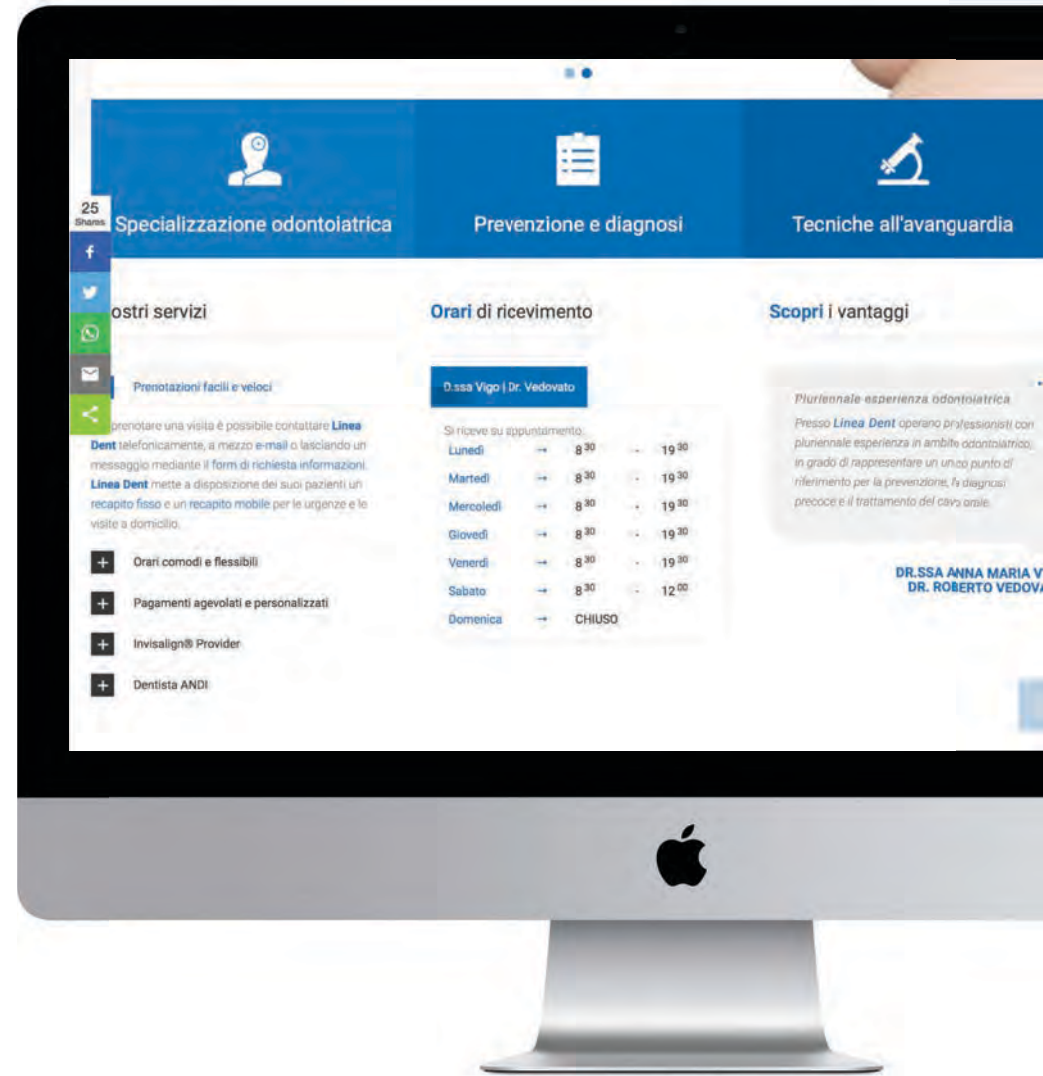 Specializzazione odontoiatrica
Prevenzione e diagnosi
Tecniche all'avanguardia
25
Shares
f
ostri servizi
Prenotazioni facili e veloci
prenotare una visita è possibile contattare Linea
Dent telefonicamente, a mezzo e-mail o lasciando un
messaggio mediante il form di richiesta informazioni.
Linea Dent mette a disposizione dei suoi pazienti un
recapito fisso e un recapito mobile per le urgenze e le
visite a domicilio.
+ Orari comodi e flessibili
+ Pagamenti agevolati e personalizzati
+ Invisalign® Provider
+ Dentista ANDI
Orari di ricevimento
D.ssa Vigo | Dr. Vedovato
Si riceve su appuntamento:
Lunedì → 8 30 - 19 30
Martedì → 8 30 - 19 30
Mercoledì → 8 30 - 19 30
Giovedì → 8 30 - 19 30
Venerdì → 8 30 - 19 30
Sabato → 8 30 - 12 00
Domenica → CHIUSO
Scopri i vantaggi
Pluriennale esperienza odontoiatrica
Presso Linea Dent operano professionisti con
pluriennale esperienza in ambito odontoiatrico,
in grado di rappresentare un unico punto di
riferimento per la prevenzione, la diagnosi
precoce e il trattamento del cavo orale.
DR.SSA ANNA MARIA V
DR. ROBERTO VEDOVA